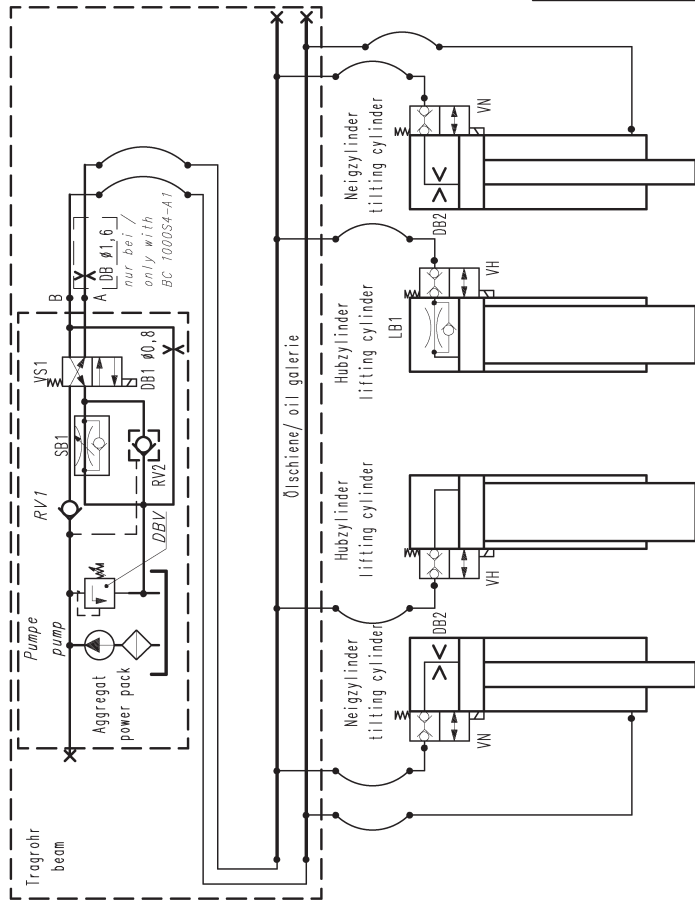 Tragrohr
beam
Pumpe
pump
Aggregat
power pack
DBV
RV1
RV2
SB1
VS1
DB1 ø0,8
B
A
DB ø1,6
nur bei /
only with
BC 1000S4-A1
Ölschiene/ oil galerie
Neigzylinder
tilting cylinder
VN
DB2
Hubzylinder
lifting cylinder
VH
Hubzylinder
lifting cylinder
LB1
VH
Neigzylinder
tilting cylinder
DB2
VN